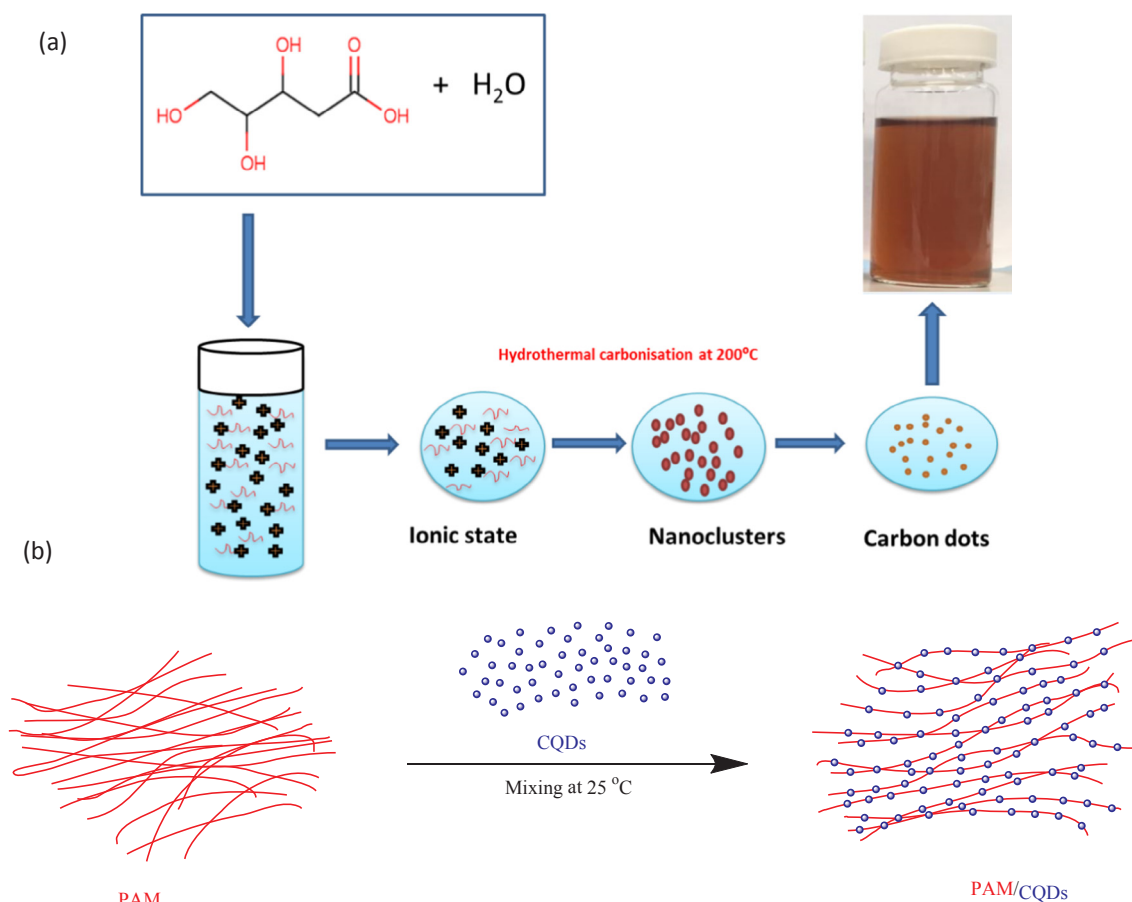 (a)
OH
O
HO
OH
OH
+ H₂O
Hydrothermal carbonisation at 200°C
Ionic state
Nanoclusters
Carbon dots
(b)
CQDs
Mixing at 25 °C
PAM
PAM/CQDs